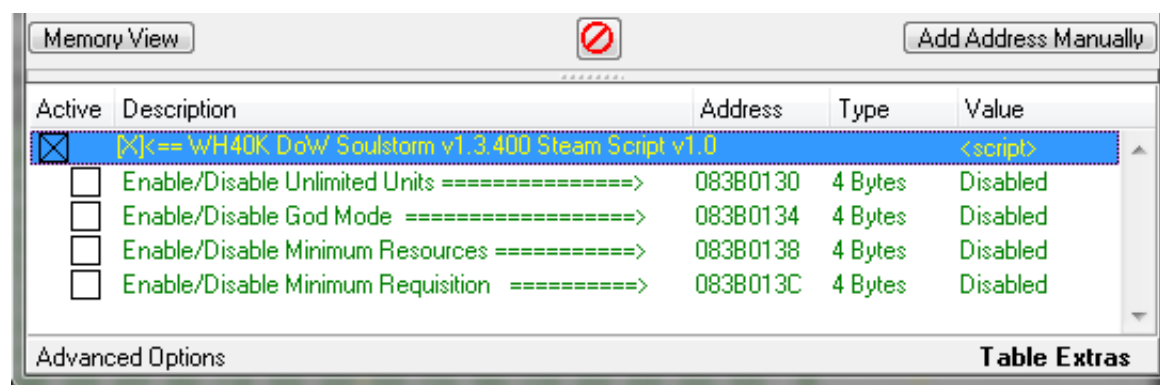 Memory View Add Address Manually
Active Description Address Type Value
[X]<== WH40K DoW Soulstorm v1.3.400 Steam Script v1.0 <script>
Enable/Disable Unlimited Units ===============> 083B0130 4 Bytes Disabled
Enable/Disable God Mode ==================> 083B0134 4 Bytes Disabled
Enable/Disable Minimum Resources ===========> 083B0138 4 Bytes Disabled
Enable/Disable Minimum Requisition ==========> 083B013C 4 Bytes Disabled
Advanced Options Table Extras